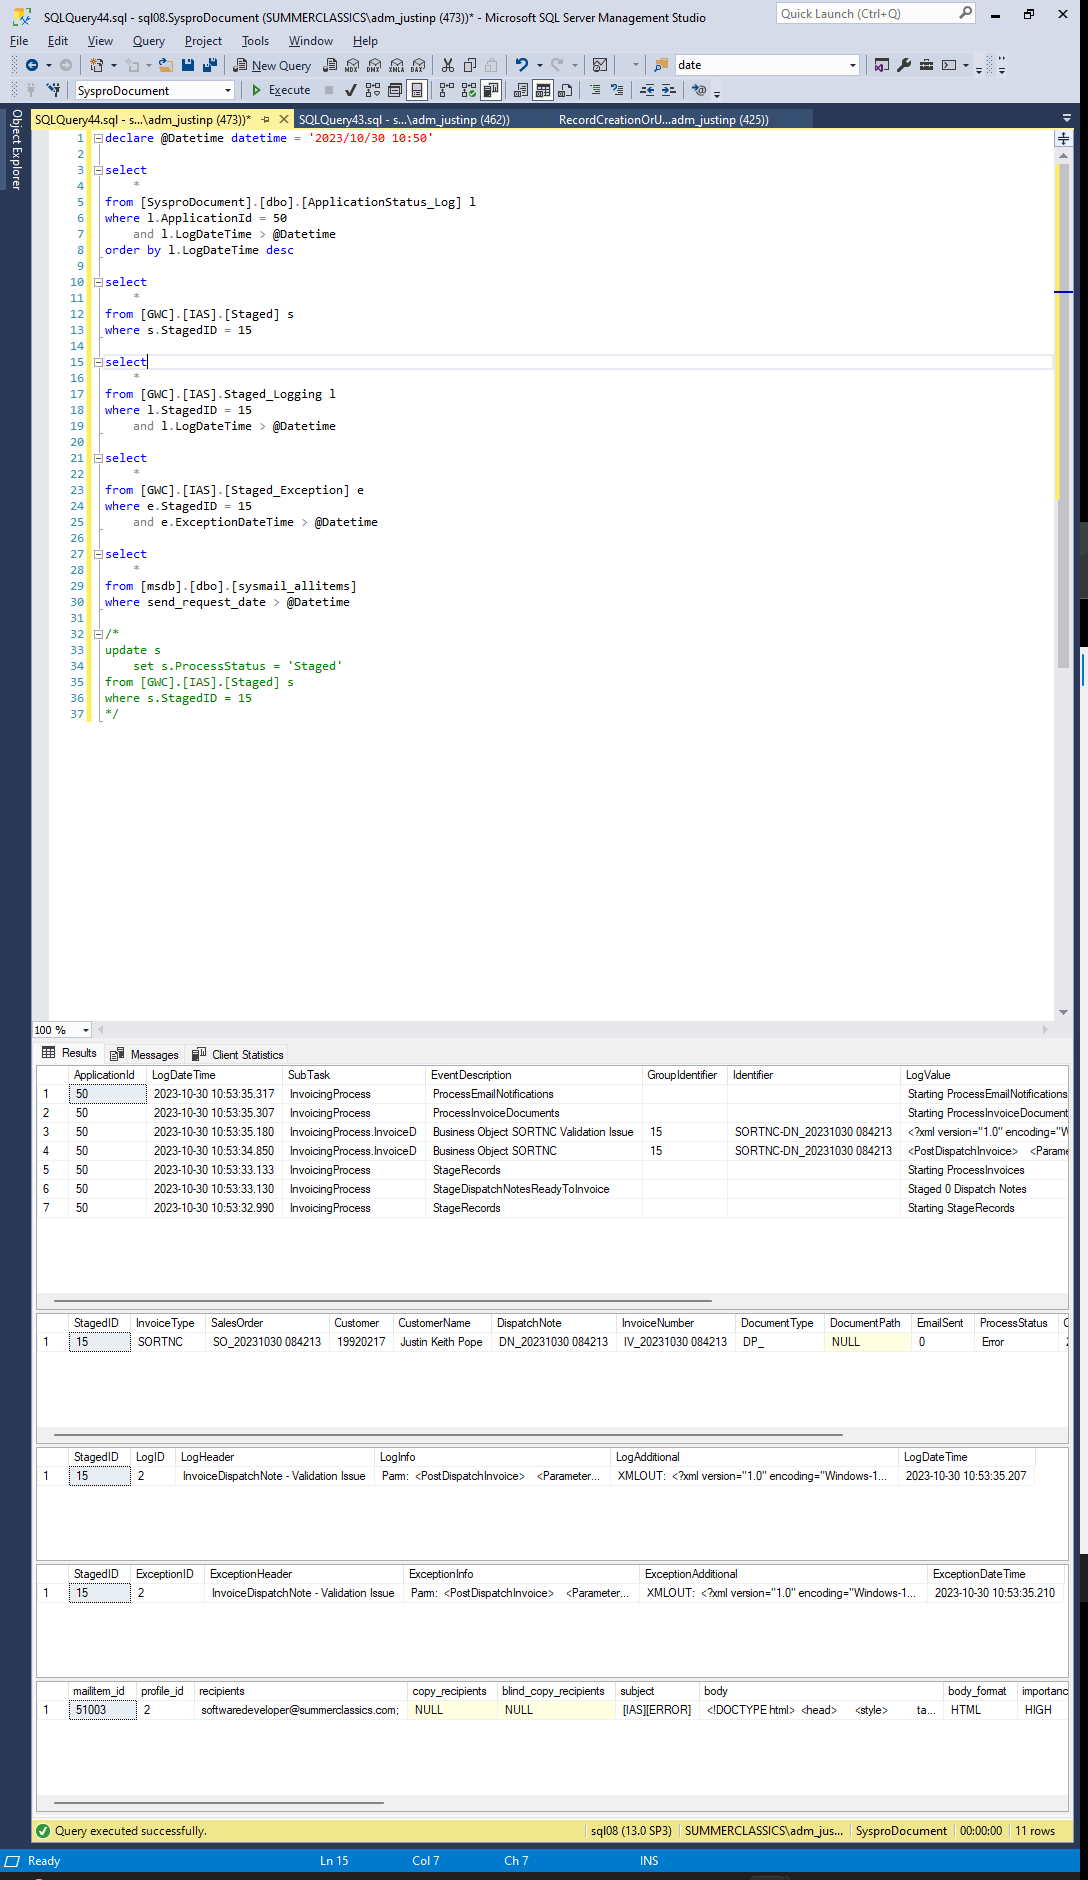 SQLQuery44.sql - sql08.SysproDocument (SUMMERCLASSICS\adm_justinp (473))* - Microsoft SQL Server Management Studio
Quick Launch (Ctrl+Q)
File Edit View Query Project Tools Window Help
New Query MDX DMX XMLA DAX date
SysproDocument Execute
Object Explorer
SQLQuery44.sql - s...\adm_justinp (473))* SQLQuery43.sql - s...\adm_justinp (462)) RecordCreationOrU...adm_justinp (425))
1 declare @Datetime datetime = '2023/10/30 10:50'
2
3 select
4 *
5 from [SysproDocument].[dbo].[ApplicationStatus_Log] l
6 where l.ApplicationId = 50
7 and l.LogDateTime > @Datetime
8 order by l.LogDateTime desc
9
10 select
11 *
12 from [GWC].[IAS].[Staged] s
13 where s.StagedID = 15
14
15 select
16 *
17 from [GWC].[IAS].Staged_Logging l
18 where l.StagedID = 15
19 and l.LogDateTime > @Datetime
20
21 select
22 *
23 from [GWC].[IAS].[Staged_Exception] e
24 where e.StagedID = 15
25 and e.ExceptionDateTime > @Datetime
26
27 select
28 *
29 from [msdb].[dbo].[sysmail_allitems]
30 where send_request_date > @Datetime
31
32 /*
33 update s
34 set s.ProcessStatus = 'Staged'
35 from [GWC].[IAS].[Staged] s
36 where s.StagedID = 15
37 */
100 %
Results Messages Client Statistics
ApplicationId LogDateTime SubTask EventDescription GroupIdentifier Identifier LogValue
1 50 2023-10-30 10:53:35.317 InvoicingProcess ProcessEmailNotifications Starting ProcessEmailNotifications
2 50 2023-10-30 10:53:35.307 InvoicingProcess ProcessInvoiceDocuments Starting ProcessInvoiceDocument
3 50 2023-10-30 10:53:35.180 InvoicingProcess.InvoiceD Business Object SORTNC Validation Issue 15 SORTNC-DN_20231030 084213 <?xml version="1.0" encoding="W
4 50 2023-10-30 10:53:34.850 InvoicingProcess.InvoiceD Business Object SORTNC 15 SORTNC-DN_20231030 084213 <PostDispatchInvoice> <Parame
5 50 2023-10-30 10:53:33.133 InvoicingProcess StageRecords Starting ProcessInvoices
6 50 2023-10-30 10:53:33.130 InvoicingProcess StageDispatchNotesReadyToInvoice Staged 0 Dispatch Notes
7 50 2023-10-30 10:53:32.990 InvoicingProcess StageRecords Starting StageRecords
StagedID InvoiceType SalesOrder Customer CustomerName DispatchNote InvoiceNumber DocumentType DocumentPath EmailSent ProcessStatus
1 15 SORTNC SO_20231030 084213 19920217 Justin Keith Pope DN_20231030 084213 IV_20231030 084213 DP_ NULL 0 Error
StagedID LogID LogHeader LogInfo LogAdditional LogDateTime
1 15 2 InvoiceDispatchNote - Validation Issue Parm: <PostDispatchInvoice> <Parameter... XMLOUT: <?xml version="1.0" encoding="Windows-1... 2023-10-30 10:53:35.207
StagedID ExceptionID ExceptionHeader ExceptionInfo ExceptionAdditional ExceptionDateTime
1 15 2 InvoiceDispatchNote - Validation Issue Parm: <PostDispatchInvoice> <Parameter... XMLOUT: <?xml version="1.0" encoding="Windows-1... 2023-10-30 10:53:35.210
mailitem_id profile_id recipients copy_recipients blind_copy_recipients subject body body_format importanc
1 51003 2 softwaredeveloper@summerclassics.com; NULL NULL [IAS][ERROR] <!DOCTYPE html> <head> <style> ta... HTML HIGH
Query executed successfully. sql08 (13.0 SP3) SUMMERCLASSICS\adm_jus... SysproDocument 00:00:00 11 rows
Ready Ln 15 Col 7 Ch 7 INS